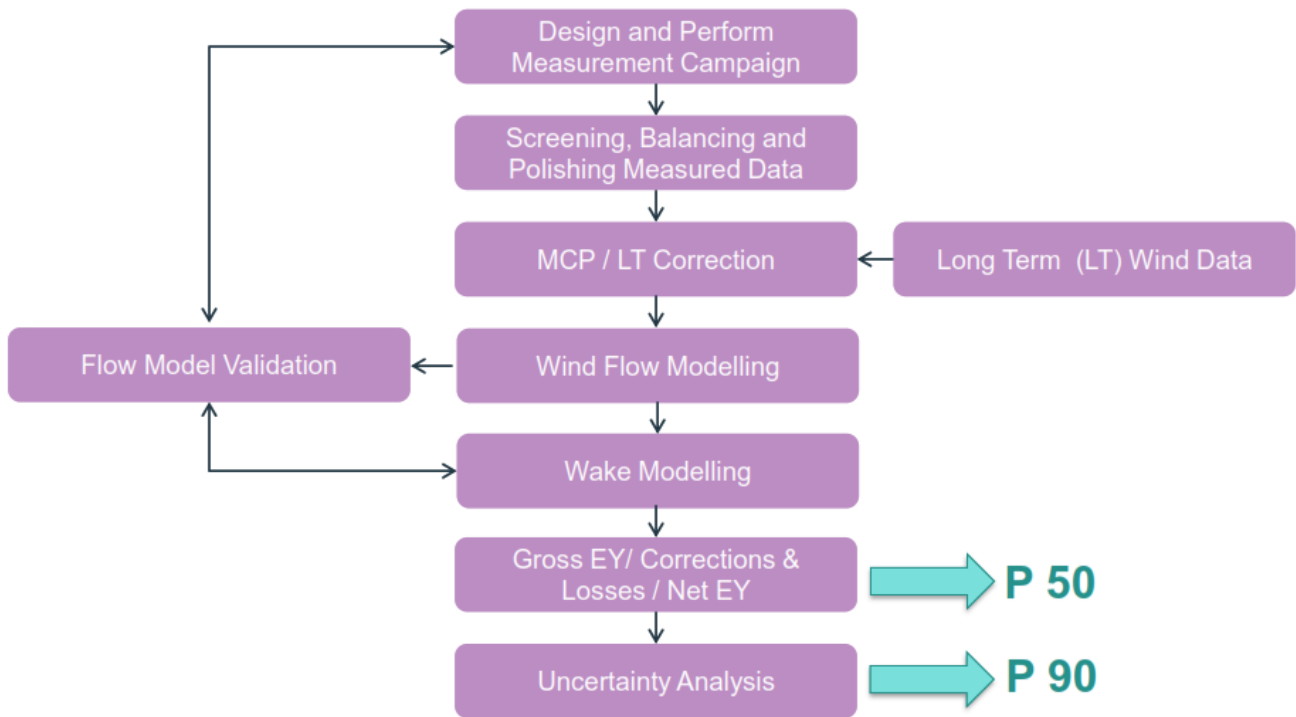 Design and Perform
Measurement Campaign
Screening, Balancing and
Polishing Measured Data
MCP / LT Correction
Long Term (LT) Wind Data
Flow Model Validation
Wind Flow Modelling
Wake Modelling
Gross EY/ Corrections &
Losses / Net EY
P 50
Uncertainty Analysis
P 90